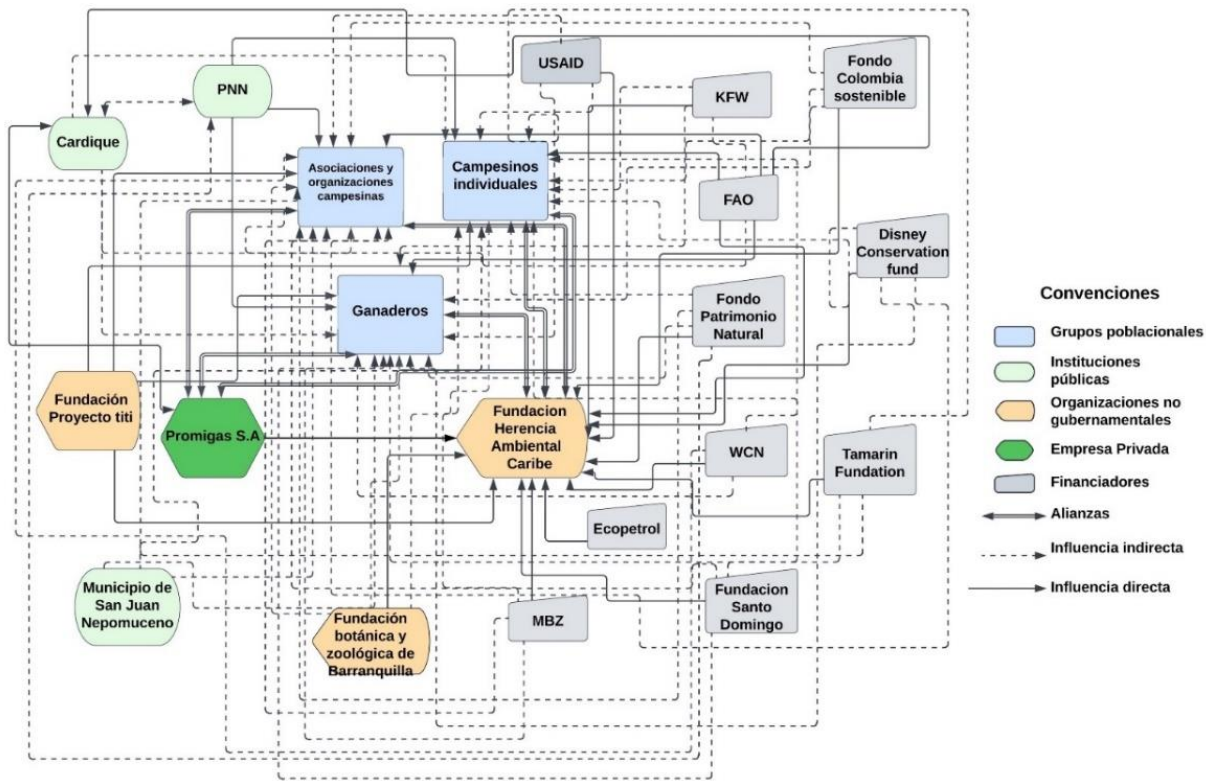 USAID
Fondo
Colombia
sostenible
PNN
KFW
Cardique
Asociaciones y
organizaciones
campesinas
Campesinos
individuales
FAO
Disney
Conservation
fund
Ganaderos
Fondo
Patrimonio
Natural
Fundación
Proyecto titi
Promigas S.A
Fundacion
Herencia
Ambiental
Caribe
WCN
Tamarin
Fundation
Ecopetrol
Municipio de
San Juan
Nepomuceno
Fundación
botánica y
zoológica de
Barranquilla
MBZ
Fundacion
Santo
Domingo
Convenciones
Grupos poblacionales
Instituciones
públicas
Organizaciones no
gubernamentales
Empresa Privada
Financiadores
Alianzas
Influencia indirecta
Influencia directa